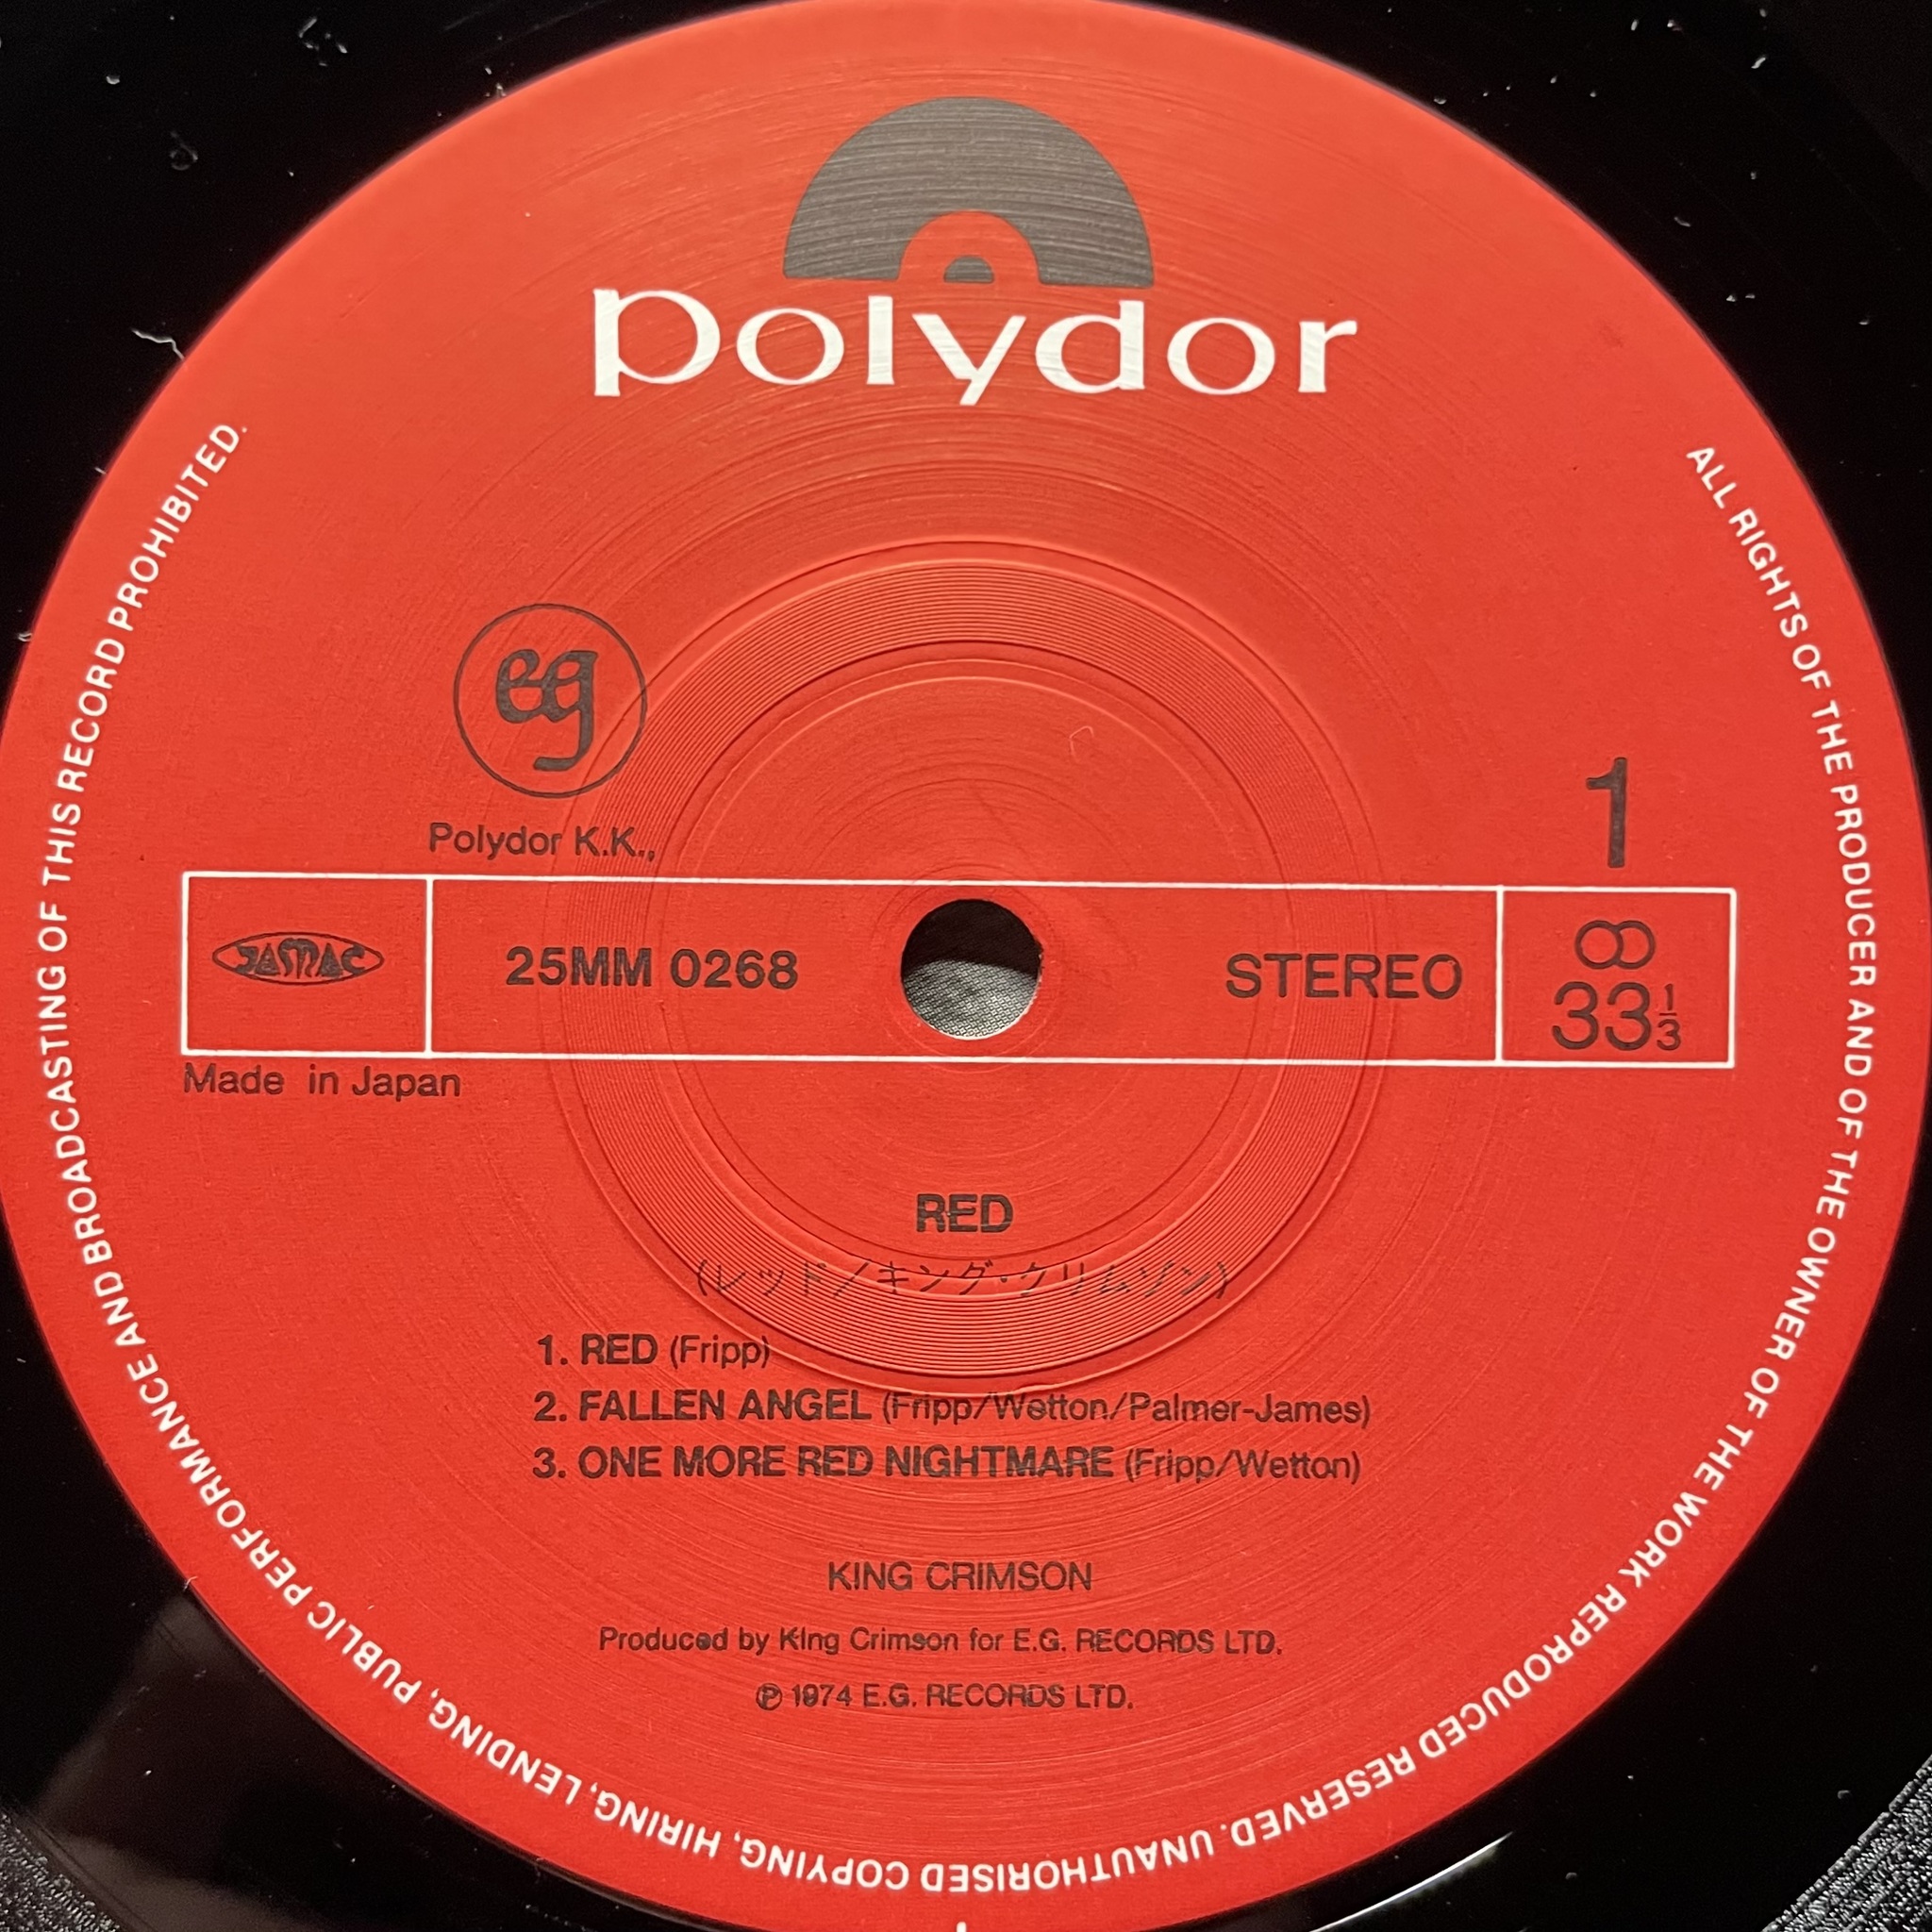 polydor
eg
Polydor K.K.,
1
JASRAC
25MM 0268
STEREO
33 1/3
Made in Japan
RED
(レッド/キング・クリムゾン)
1. RED (Fripp)
2. FALLEN ANGEL (Fripp/Wetton/Palmer-James)
3. ONE MORE RED NIGHTMARE (Fripp/Wetton)
KING CRIMSON
Produced by King Crimson for E.G. RECORDS LTD.
℗ 1974 E.G. RECORDS LTD.
ALL RIGHTS OF THE PRODUCER AND OF THE OWNER OF THE WORK REPRODUCED RESERVED. UNAUTHORISED COPYING, HIRING, LENDING, PUBLIC PERFORMANCE AND BROADCASTING OF THIS RECORD PROHIBITED.